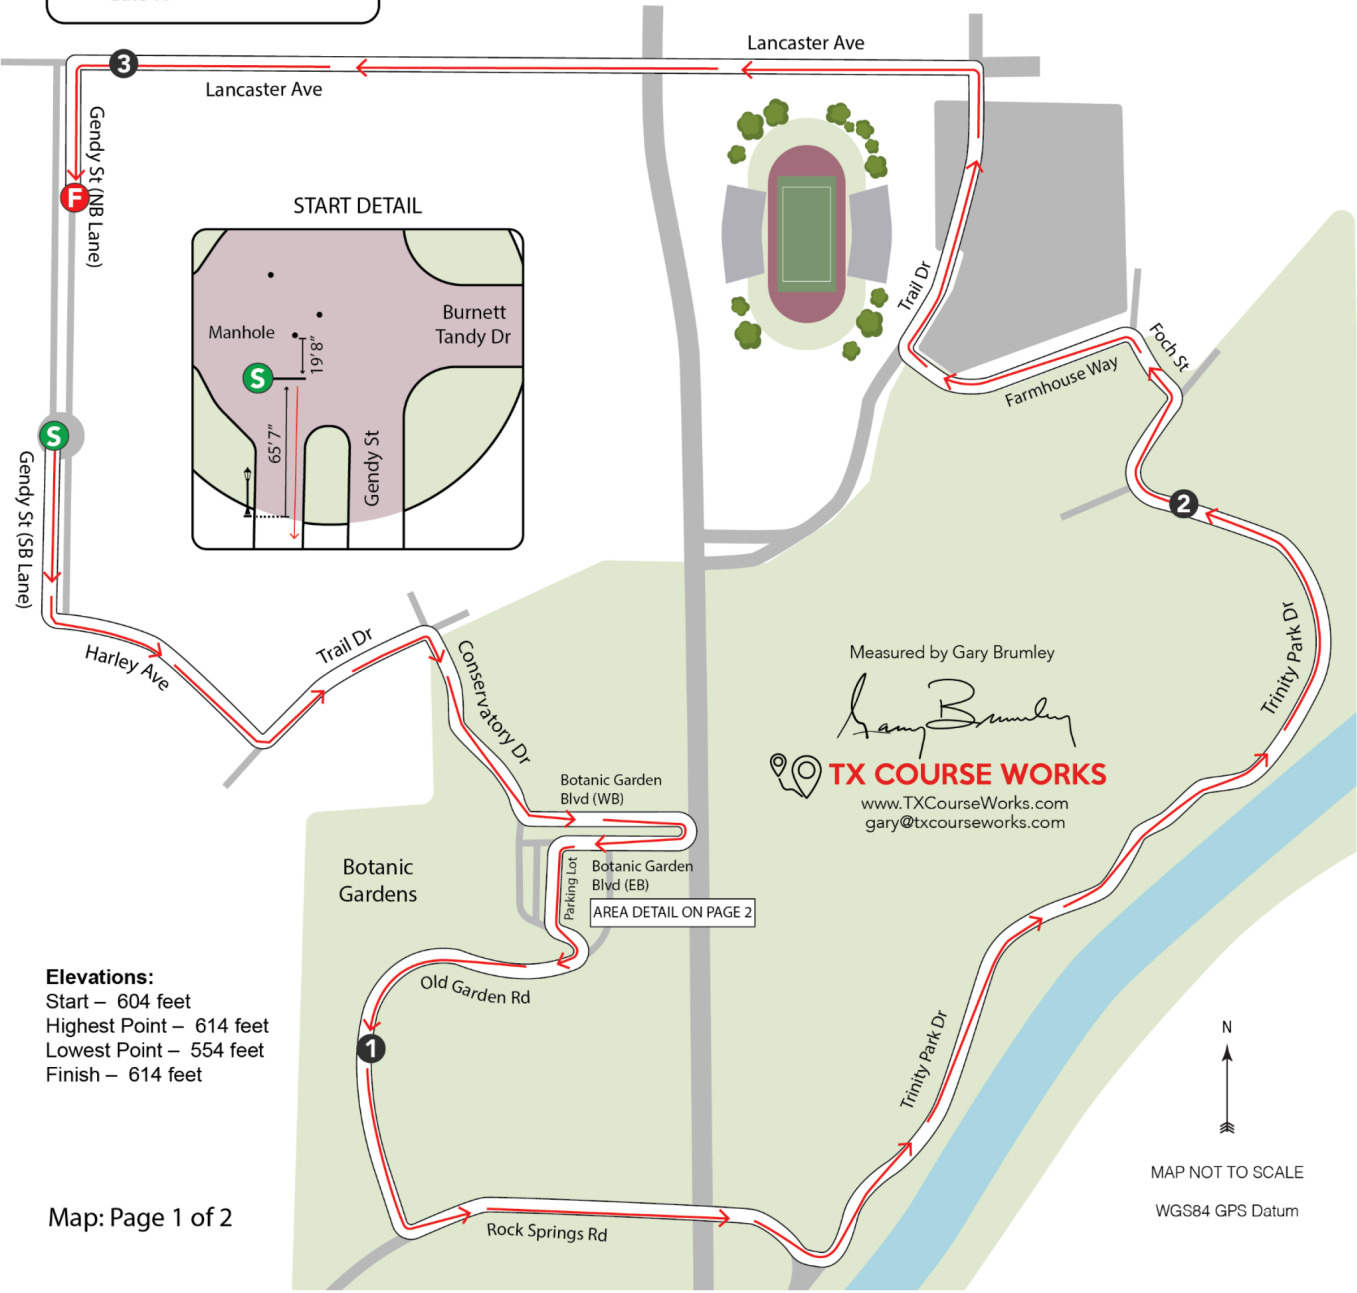 Lancaster Ave
3
Lancaster Ave
Gendy St (NB Lane)
F
START DETAIL
Burnett
Tandy Dr
Manhole
19'8"
S
65'7"
Gendy St
Trail Dr
Foch St
Farmhouse Way
S
Gendy St (SB Lane)
2
Harley Ave
Trail Dr
Conservatory Dr
Trinity Park Dr
Measured by Gary Brumley
Gary Brumley
TX COURSE WORKS
www.TXCourseWorks.com
gary@txcourseworks.com
Botanic Garden
Blvd (WB)
Botanic Garden
Blvd (EB)
Parking Lot
AREA DETAIL ON PAGE 2
Botanic
Gardens
Old Garden Rd
Elevations:
Start – 604 feet
Highest Point – 614 feet
Lowest Point – 554 feet
Finish – 614 feet
1
Trinity Park Dr
N
MAP NOT TO SCALE
WGS84 GPS Datum
Map: Page 1 of 2
Rock Springs Rd